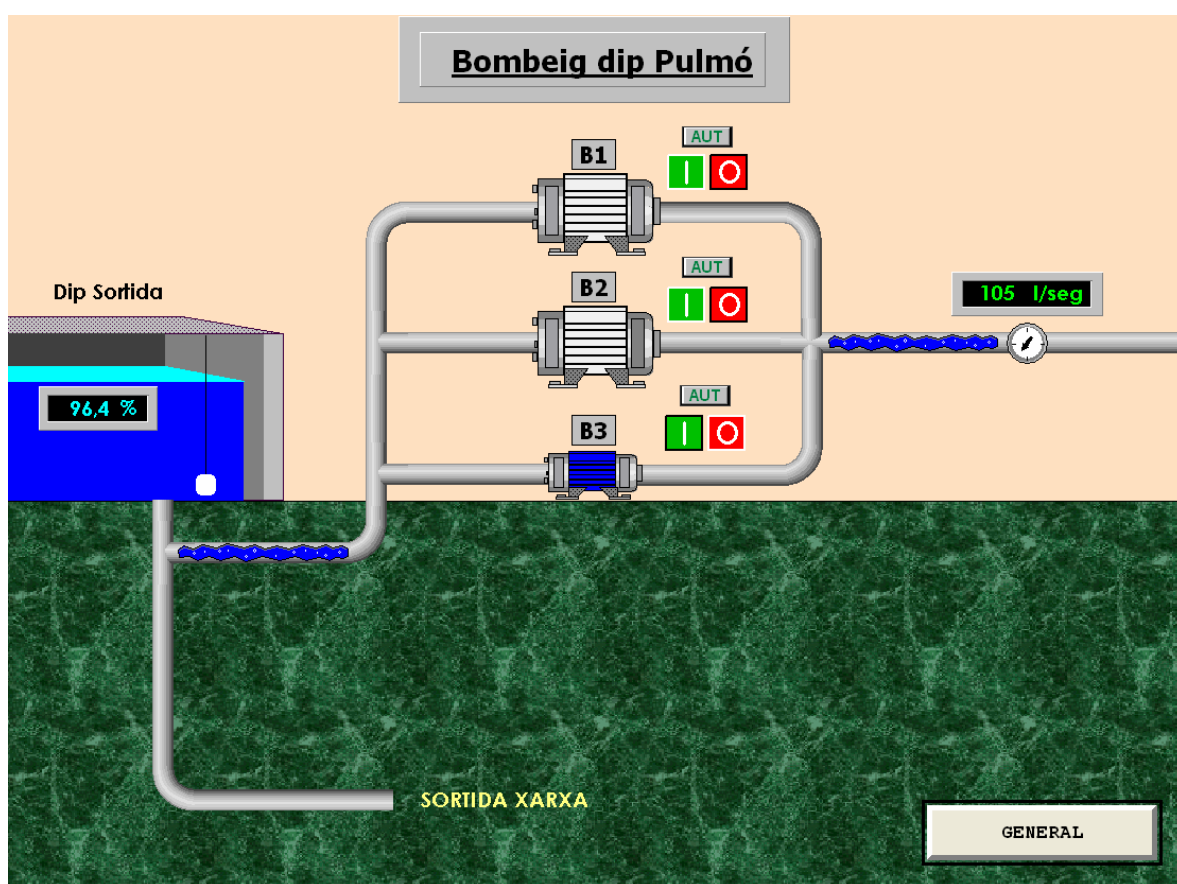 Bombeig dip Pulmó
AUT
B1
AUT
B2
Dip Sortida
105 l/seg
AUT
96,4 %
B3
SORTIDA XARXA
GENERAL